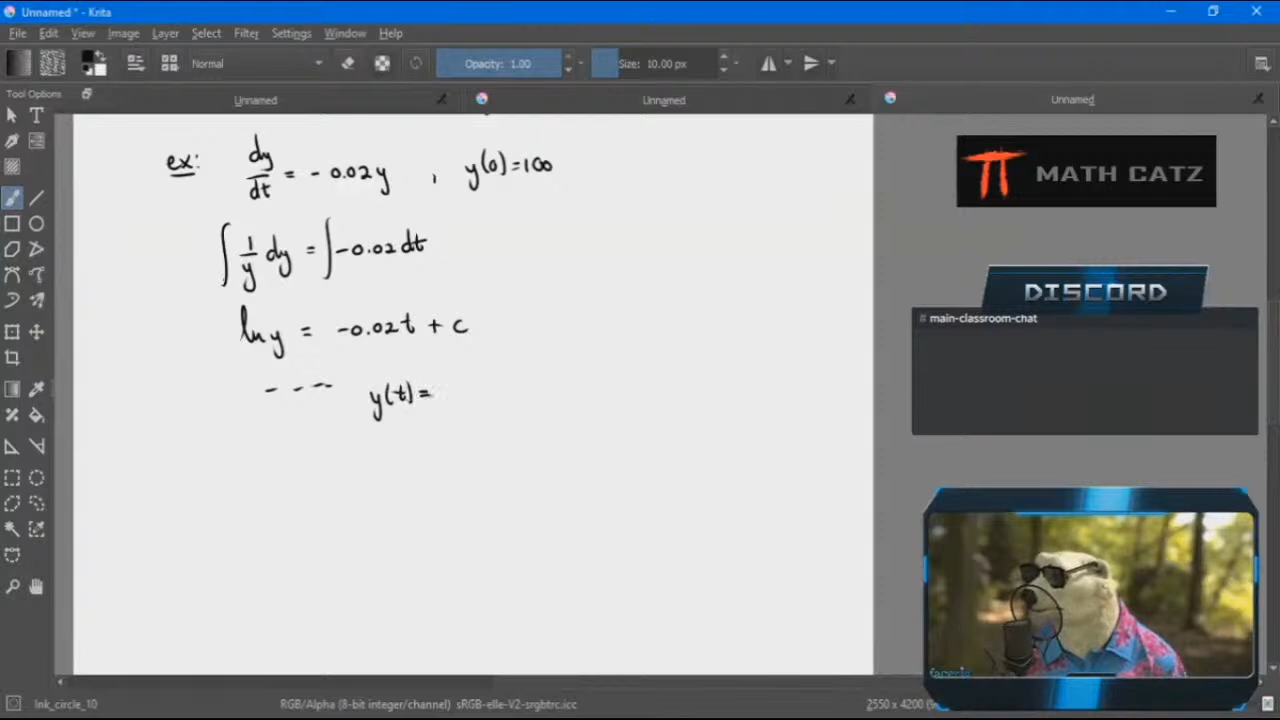 Unnamed * - Krita
File Edit View Image Layer Select Filter Settings Window Help
Normal Opacity: 1.00 Size: 10.00 px
Tool Options
Unnamed Unnamed Unnamed
ex: dy/dt = - 0.02y , y(0)=100
∫ 1/y dy = ∫ -0.02 dt
ln y = -0.02t + c
- - -- y(t)=
π MATH CATZ
DISCORD
# main-classroom-chat
facerig
Ink_circle_10 RGB/Alpha (8-bit integer/channel) sRGB-elle-V2-srgbtrc.icc 2550 x 4200